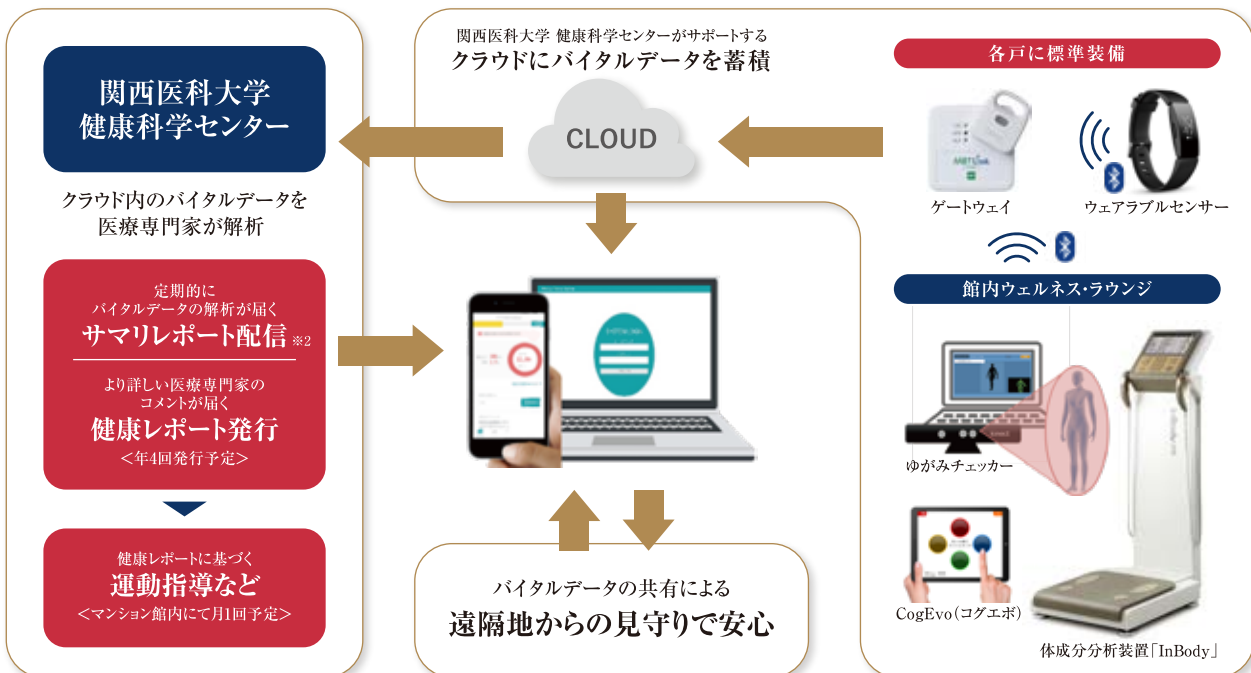 関西医科大学
健康科学センター
クラウド内のバイタルデータを
医療専門家が解析
定期的に
バイタルデータの解析が届く
サマリレポート配信※2
より詳しい医療専門家の
コメントが届く
健康レポート発行
<年4回発行予定>
健康レポートに基づく
運動指導など
<マンション館内にて月1回予定>
関西医科大学 健康科学センターがサポートする
クラウドにバイタルデータを蓄積
CLOUD
バイタルデータの共有による
遠隔地からの見守りで安心
各戸に標準装備
ゲートウェイ
ウェアラブルセンサー
館内ウェルネス・ラウンジ
ゆがみチェッカー
CogEvo(コグエボ)
InBody
体成分分析装置「InBody」